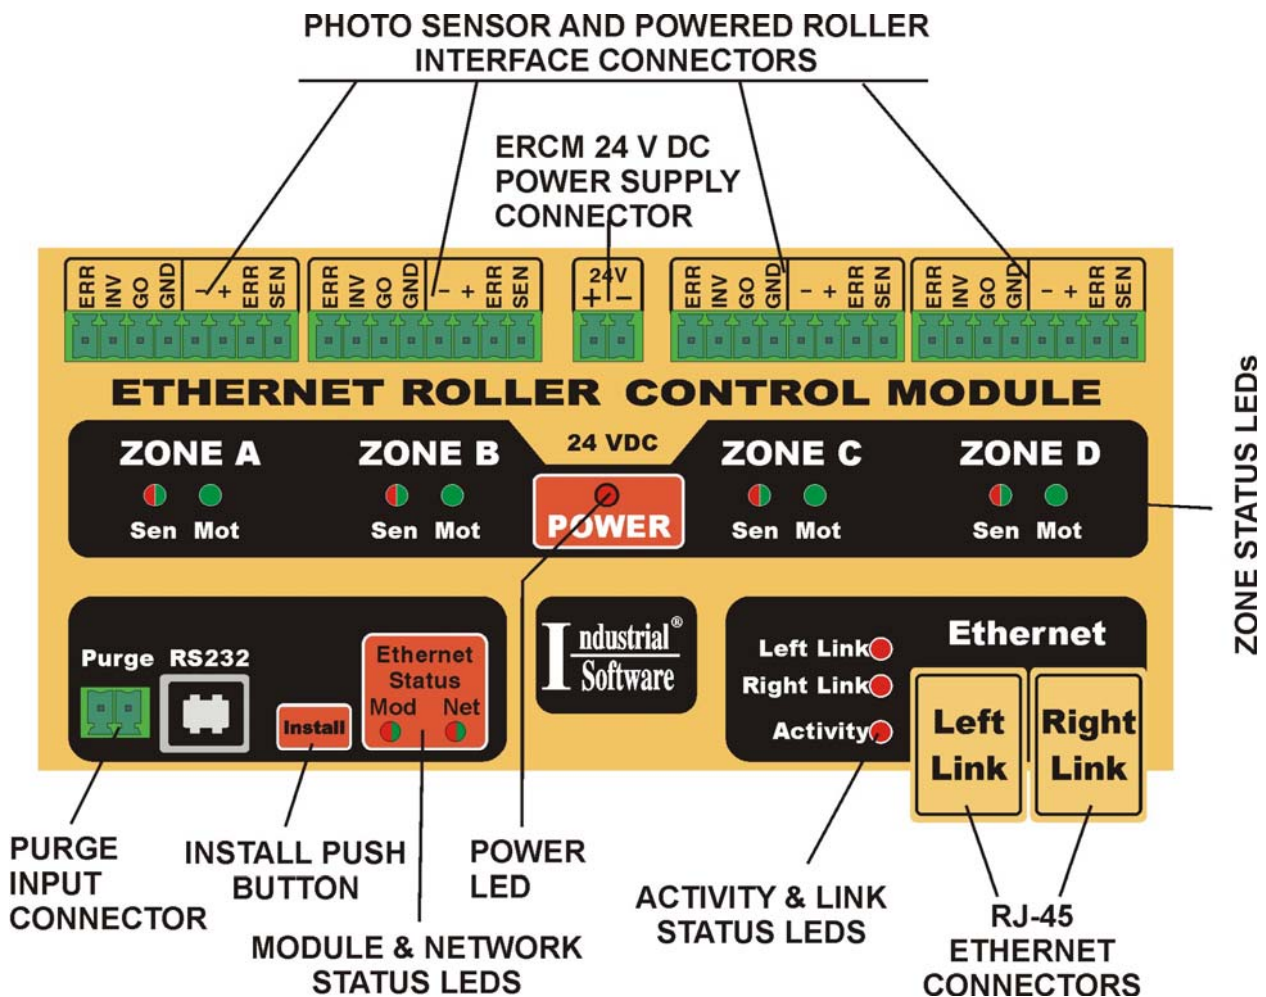 PHOTO SENSOR AND POWERED ROLLER
INTERFACE CONNECTORS
ERCM 24 V DC
POWER SUPPLY
CONNECTOR
ERR INV GO GND - + ERR SEN
ERR INV GO GND - + ERR SEN
24V
+ -
ERR INV GO GND - + ERR SEN
ERR INV GO GND - + ERR SEN
ETHERNET ROLLER CONTROL MODULE
ZONE A
Sen Mot
ZONE B
Sen Mot
24 VDC
POWER
ZONE C
Sen Mot
ZONE D
Sen Mot
ZONE STATUS LEDs
Purge
RS232
Install
Ethernet
Status
Mod Net
Industrial®
Software
Left Link
Right Link
Activity
Ethernet
Left
Link
Right
Link
PURGE
INPUT
CONNECTOR
INSTALL PUSH
BUTTON
MODULE & NETWORK
STATUS LEDS
POWER
LED
ACTIVITY & LINK
STATUS LEDS
RJ-45
ETHERNET
CONNECTORS